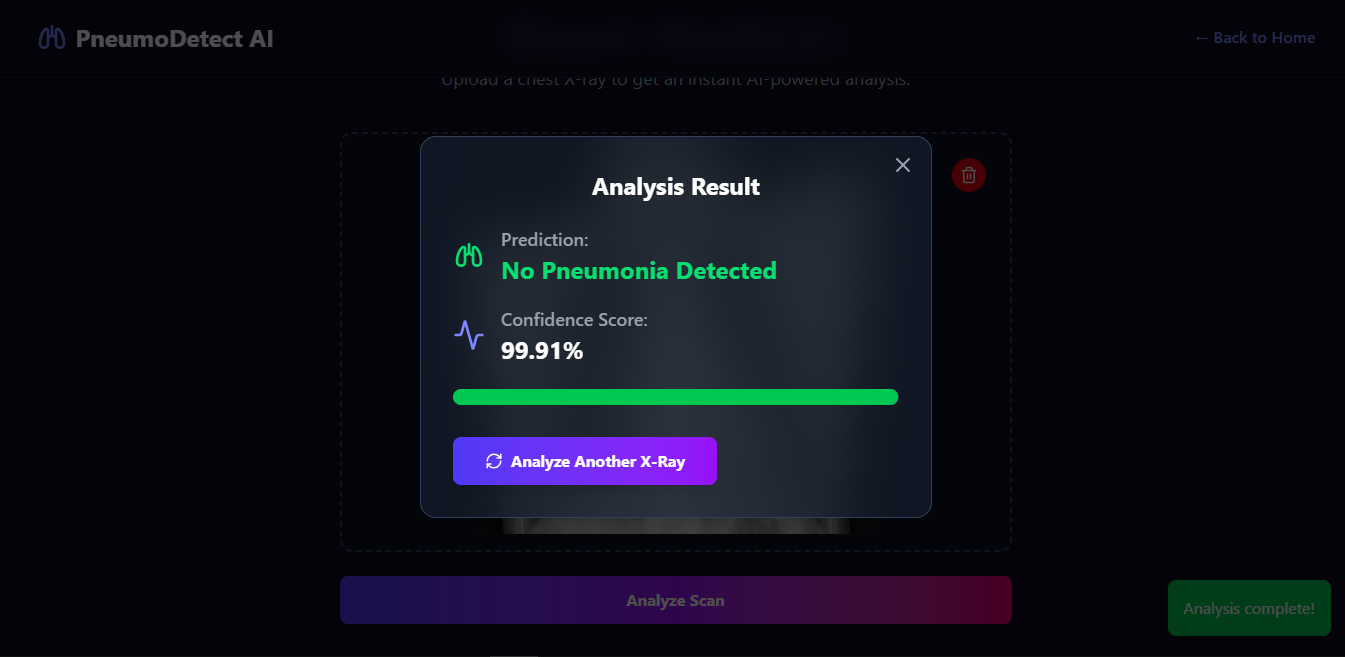 PneumoDetect AI
← Back to Home
Upload a chest X-ray to get an instant AI-powered analysis.
Analysis Result
Prediction:
No Pneumonia Detected
Confidence Score:
99.91%
Analyze Another X-Ray
Analyze Scan
Analysis complete!